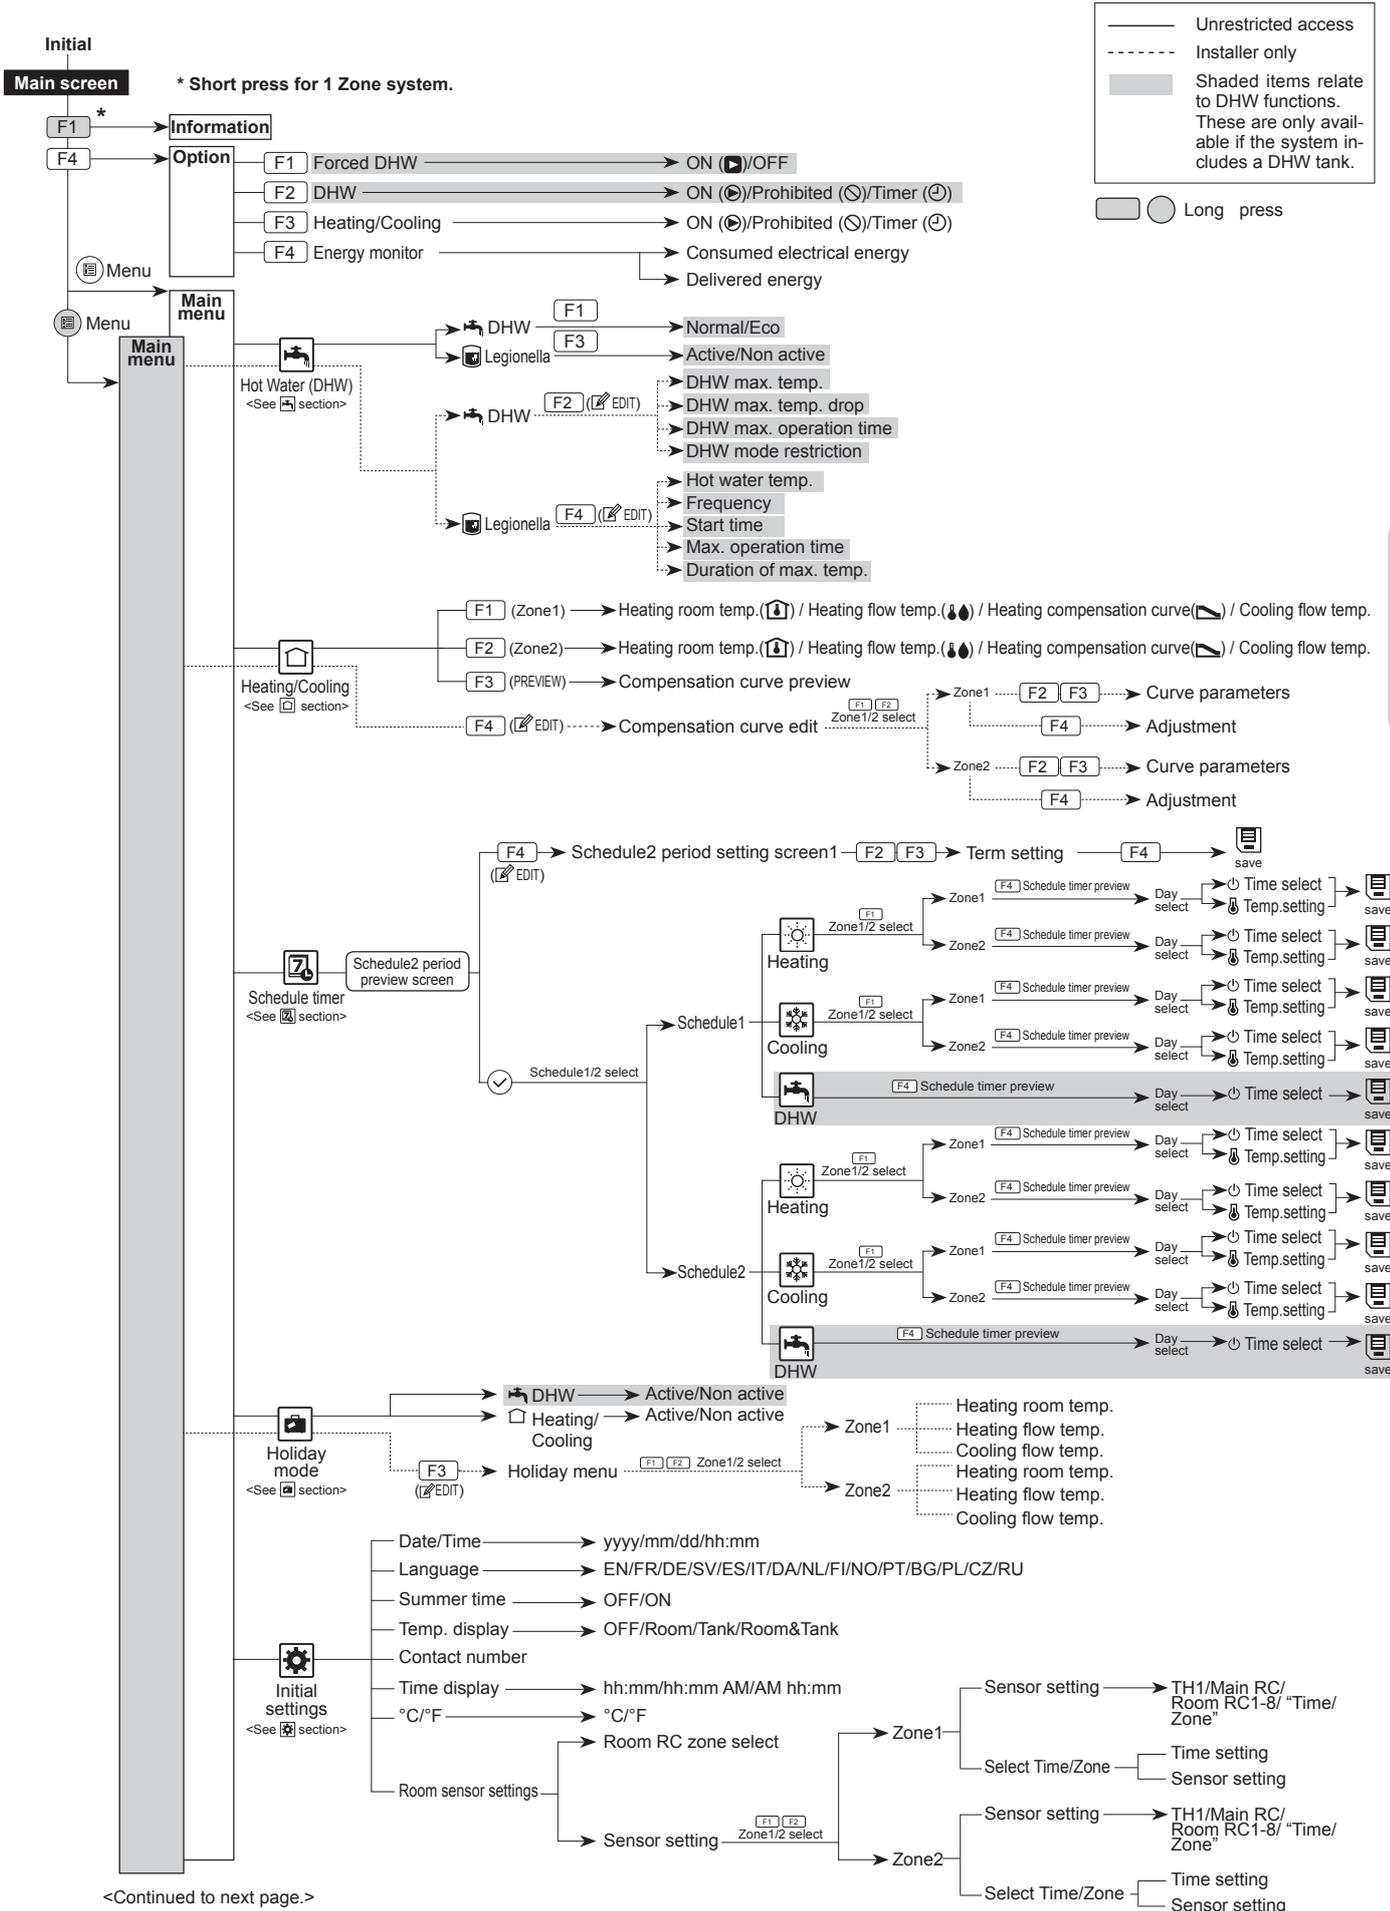 Initial
Main screen
* Short press for 1 Zone system.
Unrestricted access
Installer only
Shaded items relate
to DHW functions.
These are only avail-
able if the system in-
cludes a DHW tank.
Long press
F1 * Information
F4 Option
F1 Forced DHW ON ()/OFF
F2 DHW ON ()/Prohibited ()/Timer ()
F3 Heating/Cooling ON ()/Prohibited ()/Timer ()
F4 Energy monitor Consumed electrical energy
Delivered energy
Menu
Main
menu
Menu
Main
menu
Hot Water (DHW)
<See section>
DHW F1 Normal/Eco
Legionella F3 Active/Non active
DHW F2 (EDIT)
DHW max. temp.
DHW max. temp. drop
DHW max. operation time
DHW mode restriction
Legionella F4 (EDIT)
Hot water temp.
Frequency
Start time
Max. operation time
Duration of max. temp.
Heating/Cooling
<See section>
F1 (Zone1) Heating room temp.() / Heating flow temp.() / Heating compensation curve() / Cooling flow temp.
F2 (Zone2) Heating room temp.() / Heating flow temp.() / Heating compensation curve() / Cooling flow temp.
F3 (PREVIEW) Compensation curve preview
F4 (EDIT) Compensation curve edit
F1 F2
Zone1/2 select
Zone1 F2 F3 Curve parameters
F4 Adjustment
Zone2 F2 F3 Curve parameters
F4 Adjustment
7
Schedule timer
<See section>
Schedule2 period
preview screen
F4 Schedule2 period setting screen1 F2 F3 Term setting F4 save
(EDIT)
Schedule1/2 select
Schedule1
Heating
F1
Zone1/2 select
Zone1 F4 Schedule timer preview Day
select
Time select
Temp.setting
save
Zone2 F4 Schedule timer preview Day
select
Time select
Temp.setting
save
Cooling
F1
Zone1/2 select
Zone1 F4 Schedule timer preview Day
select
Time select
Temp.setting
save
Zone2 F4 Schedule timer preview Day
select
Time select
Temp.setting
save
DHW
F4 Schedule timer preview Day
select
Time select
save
Schedule2
Heating
F1
Zone1/2 select
Zone1 F4 Schedule timer preview Day
select
Time select
Temp.setting
save
Zone2 F4 Schedule timer preview Day
select
Time select
Temp.setting
save
Cooling
F1
Zone1/2 select
Zone1 F4 Schedule timer preview Day
select
Time select
Temp.setting
save
Zone2 F4 Schedule timer preview Day
select
Time select
Temp.setting
save
DHW
F4 Schedule timer preview Day
select
Time select
save
Holiday
mode
<See section>
DHW Active/Non active
Heating/
Cooling
Active/Non active
F3
(EDIT)
Holiday menu F1 F2 Zone1/2 select
Zone1
Heating room temp.
Heating flow temp.
Cooling flow temp.
Zone2
Heating room temp.
Heating flow temp.
Cooling flow temp.
Initial
settings
<See section>
Date/Time yyyy/mm/dd/hh:mm
Language EN/FR/DE/SV/ES/IT/DA/NL/FI/NO/PT/BG/PL/CZ/RU
Summer time OFF/ON
Temp. display OFF/Room/Tank/Room&Tank
Contact number
Time display hh:mm/hh:mm AM/AM hh:mm
°C/°F °C/°F
Room sensor settings
Room RC zone select
Sensor setting
F1 F2
Zone1/2 select
Zone1
Sensor setting TH1/Main RC/
Room RC1-8/ “Time/
Zone”
Select Time/Zone
Time setting
Sensor setting
Zone2
Sensor setting TH1/Main RC/
Room RC1-8/ “Time/
Zone”
Select Time/Zone
Time setting
Sensor setting
<Continued to next page.>